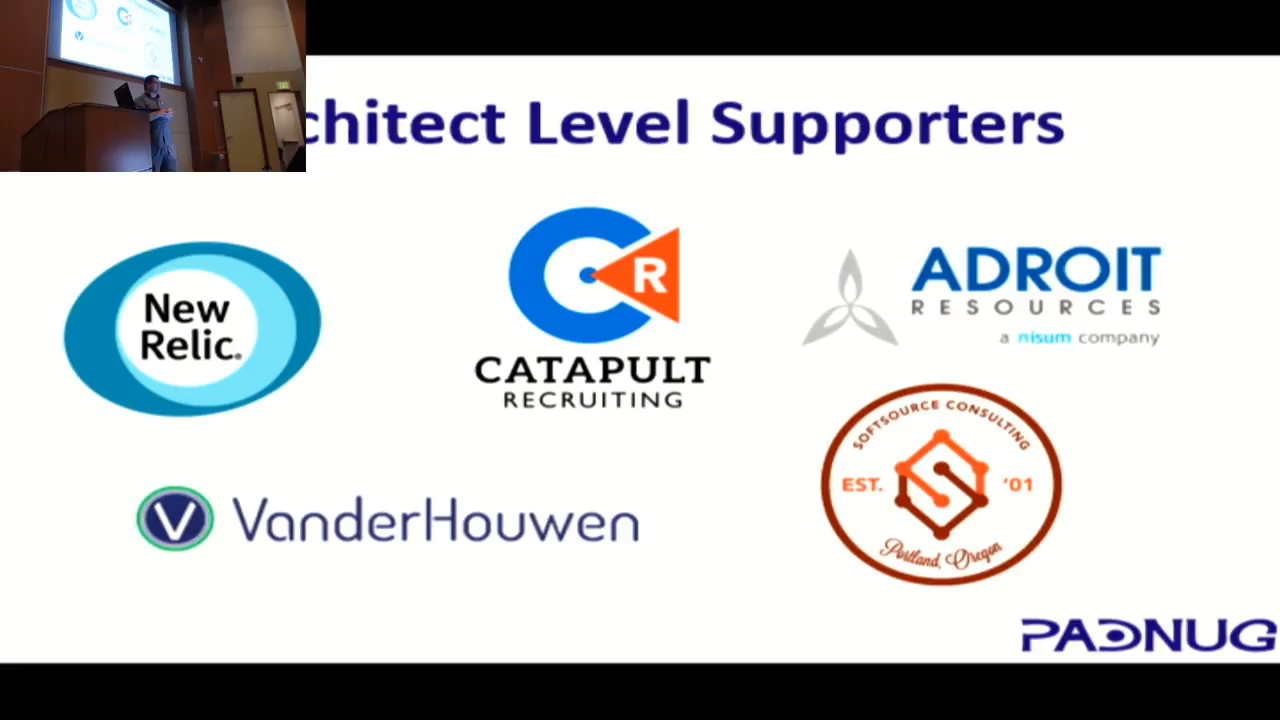 chitect Level Supporters
New
Relic.
R
CATAPULT
RECRUITING
ADROIT
RESOURCES
a nisum company
V VanderHouwen
SOFTSOURCE CONSULTING
EST. '01
Portland, Oregon
PADNUG